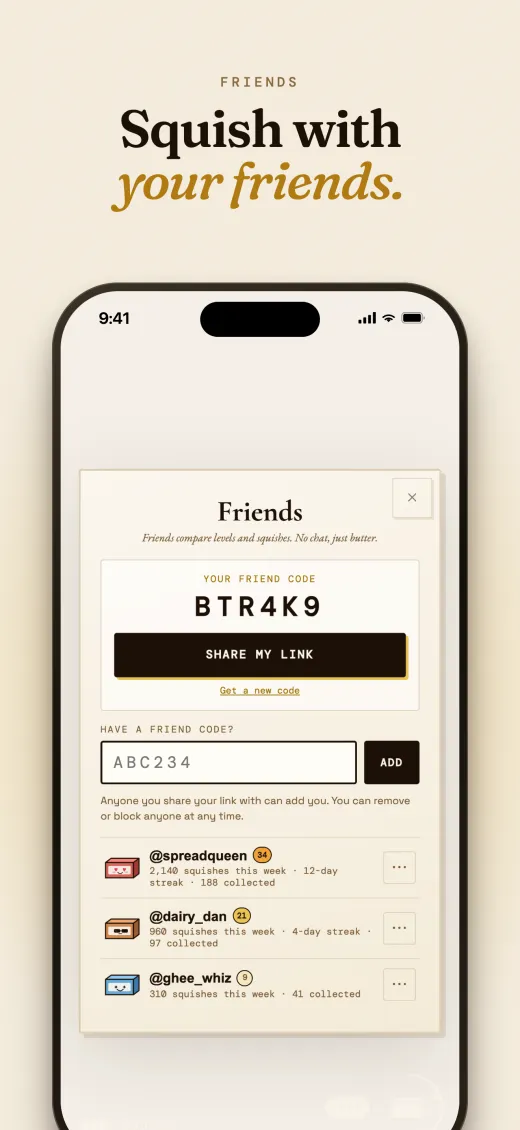 FRIENDS
Squish with
your friends.
9:41
Friends
Friends compare levels and squishes. No chat, just butter.
YOUR FRIEND CODE
BTR4K9
SHARE MY LINK
Get a new code
HAVE A FRIEND CODE?
ABC234
ADD
Anyone you share your link with can add you. You can remove
or block anyone at any time.
@spreadqueen 34
2,140 squishes this week · 12-day
streak · 188 collected
@dairy_dan 21
960 squishes this week · 4-day streak ·
97 collected
@ghee_whiz 9
310 squishes this week · 41 collected